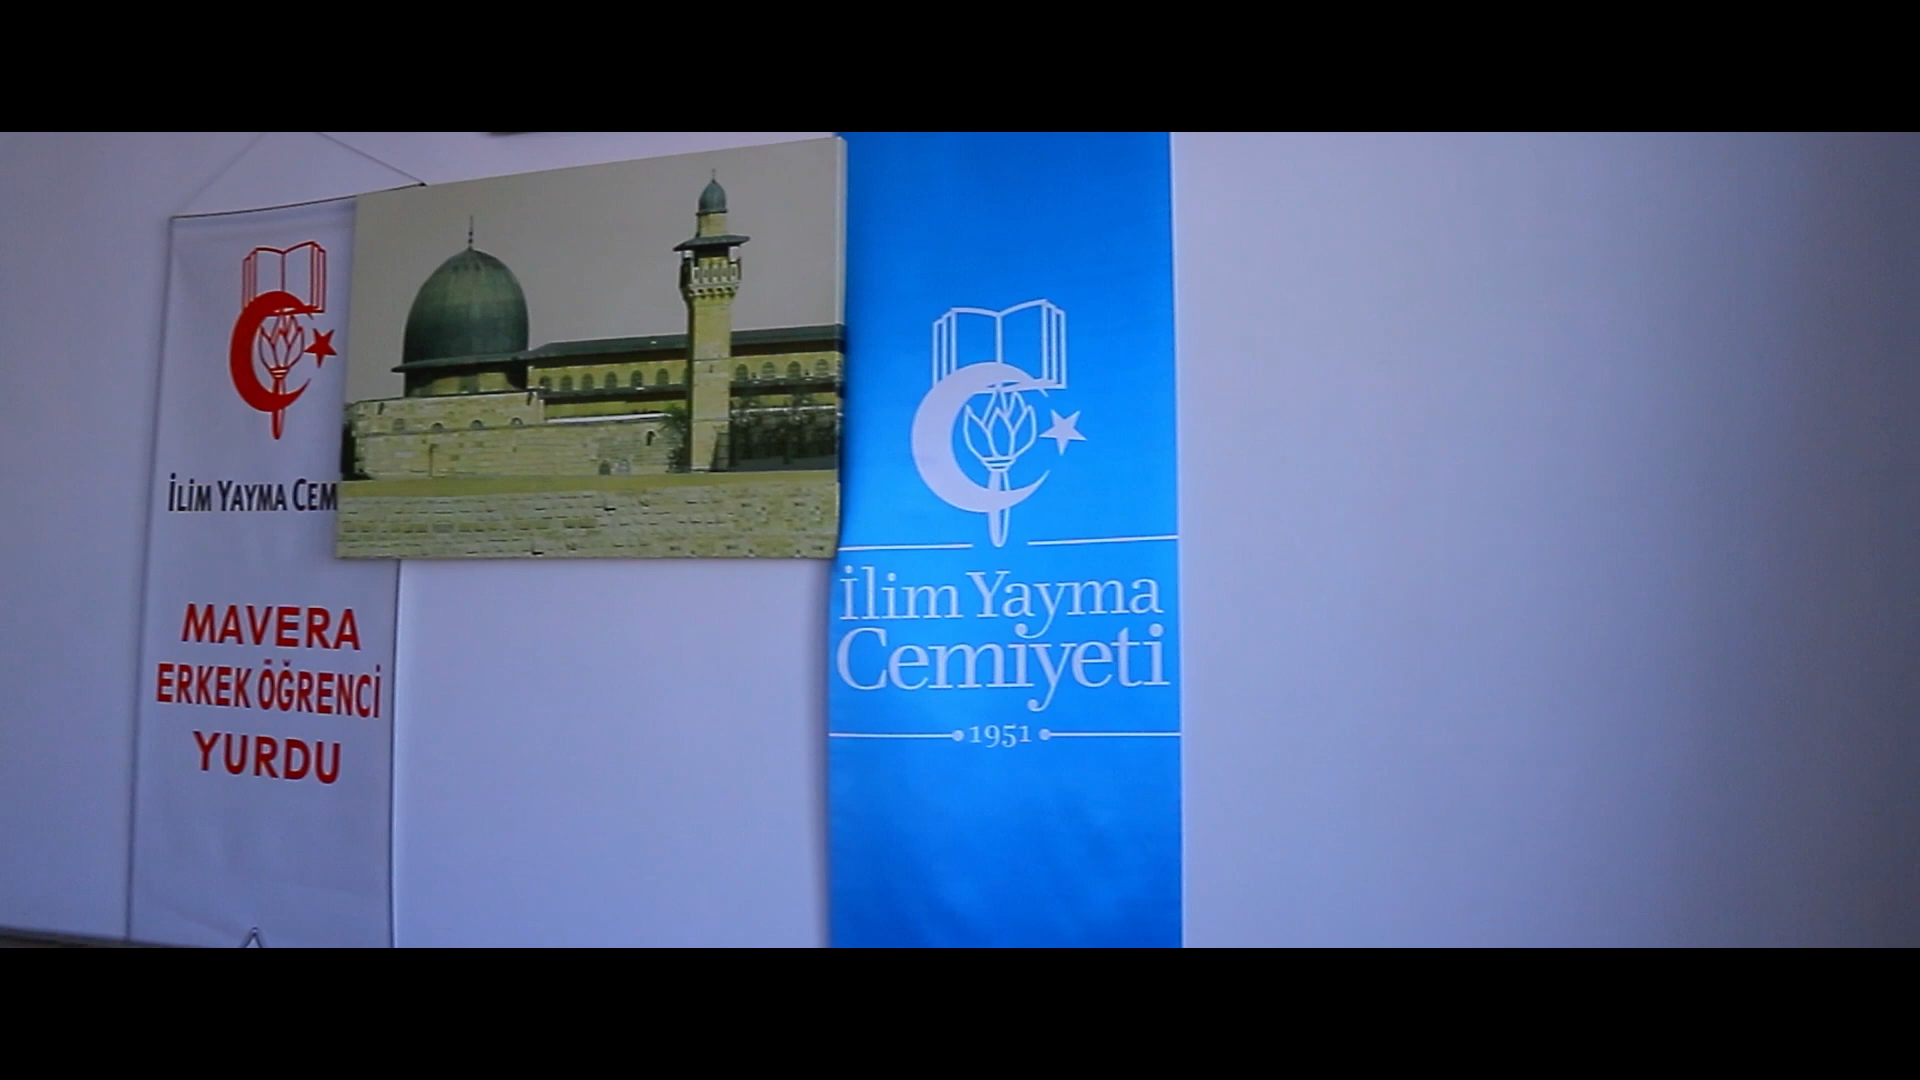 İLİM YAYMA CEM
MAVERA
ERKEK ÖĞRENCİ
YURDU
İlim Yayma
Cemiyeti
1951